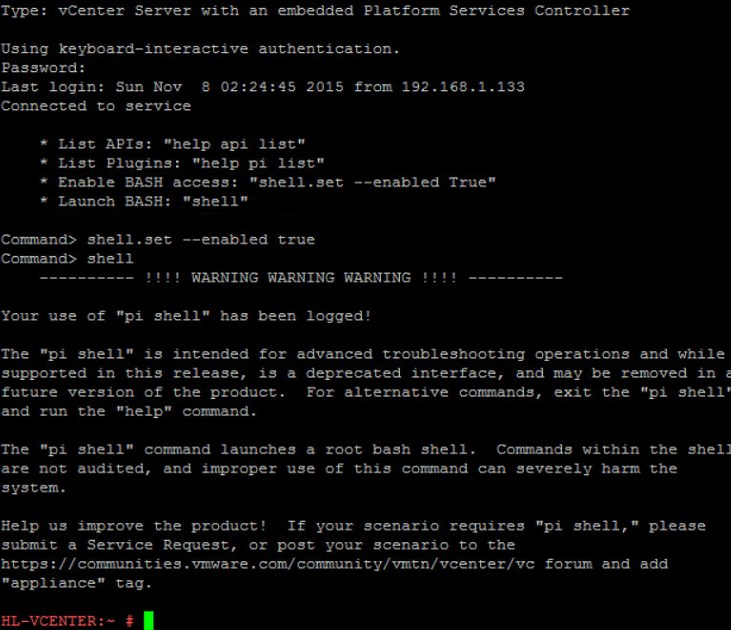 Type: vCenter Server with an embedded Platform Services Controller
Using keyboard-interactive authentication.
Password:
Last login: Sun Nov  8 02:24:45 2015 from 192.168.1.133
Connected to service
* List APIs: "help api list"
* List Plugins: "help pi list"
* Enable BASH access: "shell.set --enabled True"
* Launch BASH: "shell"
Command> shell.set --enabled true
Command> shell
---------- !!!! WARNING WARNING WARNING !!!! ----------
Your use of "pi shell" has been logged!
The "pi shell" is intended for advanced troubleshooting operations and while
supported in this release, is a deprecated interface, and may be removed in a
future version of the product.  For alternative commands, exit the "pi shell"
and run the "help" command.
The "pi shell" command launches a root bash shell.  Commands within the shell
are not audited, and improper use of this command can severely harm the
system.
Help us improve the product!  If your scenario requires "pi shell," please
submit a Service Request, or post your scenario to the
https://communities.vmware.com/community/vmtn/vcenter/vc forum and add
"appliance" tag.
HL-VCENTER:~ #